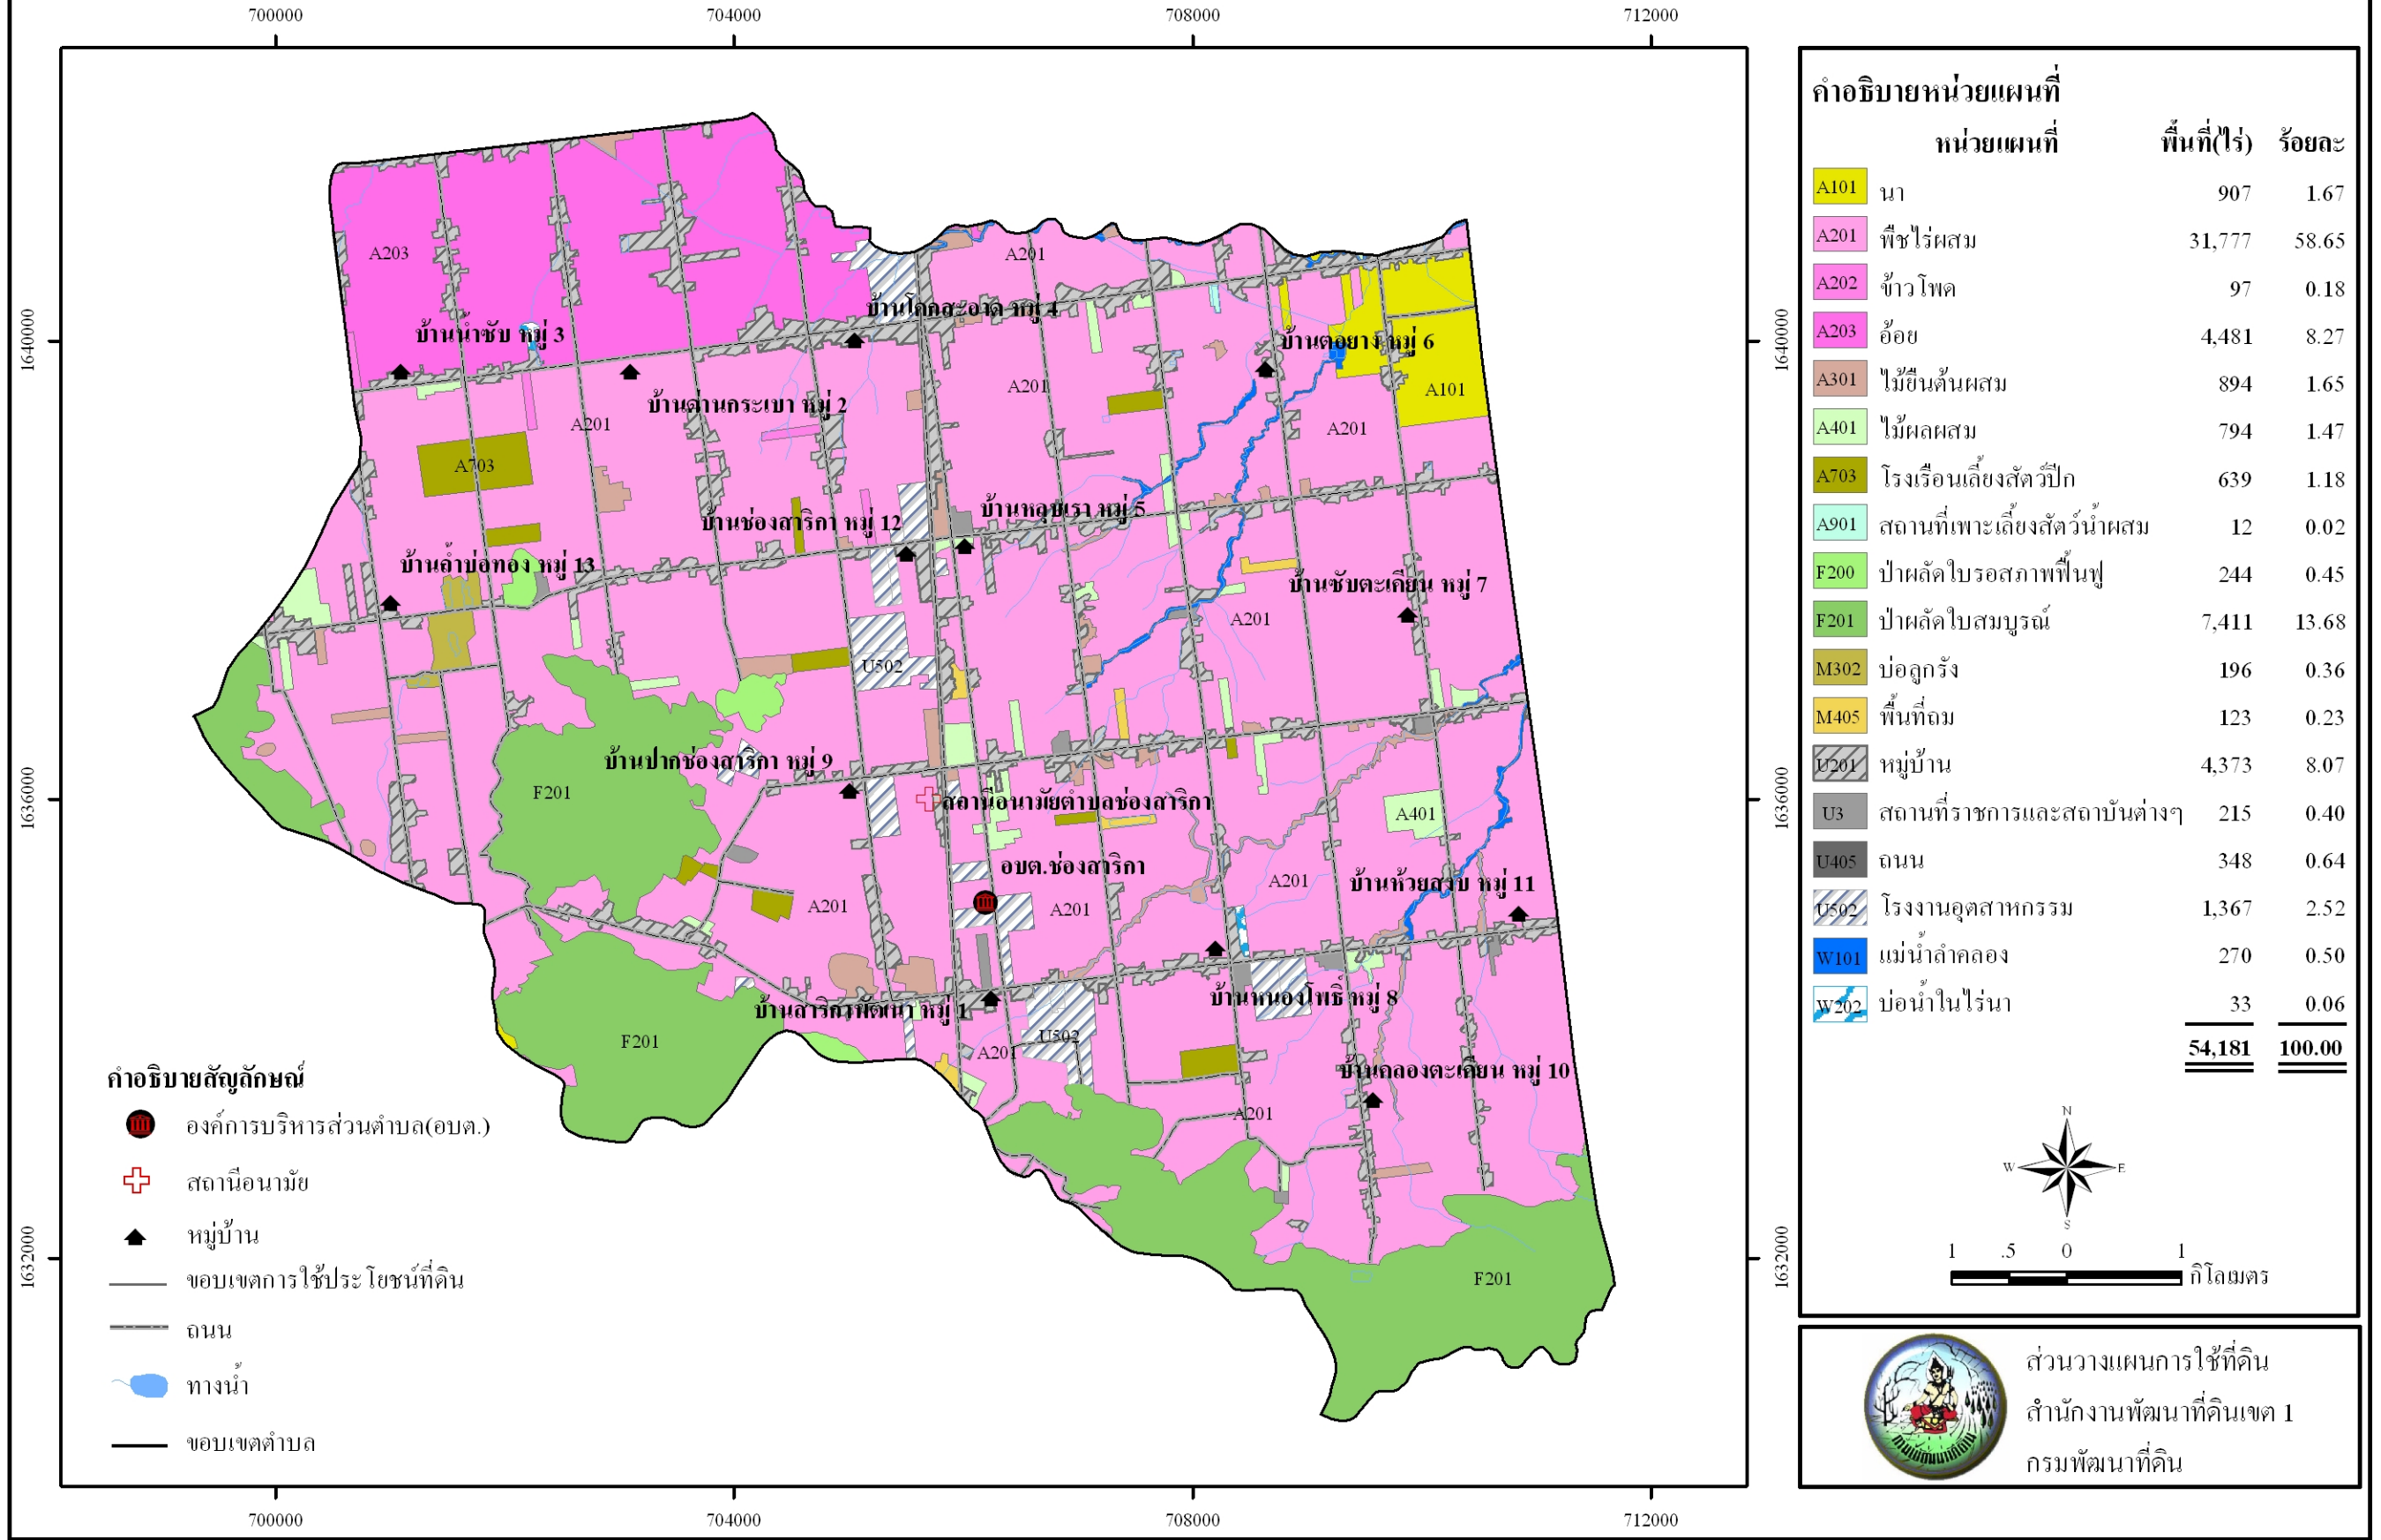 700000 704000 708000 712000
1640000
1636000
1632000
1640000
1636000
1632000
A203
A201
บ้านโคกสะอาด หมู่ 4
บ้านน้ำซับ หมู่ 3
บ้านตอยาง หมู่ 6
A201
A101
บ้านด่านกระเบา หมู่ 2
A201
A201
A703
บ้านหลุบเรา หมู่ 5
บ้านช่องสาริกา หมู่ 12
บ้านถ้ำบ่อทอง หมู่ 13
บ้านซับตะเคียน หมู่ 7
A201
U502
บ้านปากช่องสาริกา หมู่ 9
F201
สถานีอนามัยตำบลช่องสาริกา
A401
อบต.ช่องสาริกา
A201
บ้านห้วยสงบ หมู่ 11
A201
A201
บ้านหนองโพธิ์ หมู่ 8
บ้านสาริกาพัฒนา หมู่ 1
F201
U502
A201
บ้านคลองตะเคียน หมู่ 10
A201
F201
คำอธิบายสัญลักษณ์
องค์การบริหารส่วนตำบล(อบต.)
สถานีอนามัย
หมู่บ้าน
ขอบเขตการใช้ประโยชน์ที่ดิน
ถนน
ทางน้ำ
ขอบเขตตำบล
700000 704000 708000 712000
คำอธิบายหน่วยแผนที่
หน่วยแผนที่ พื้นที่(ไร่) ร้อยละ
A101 นา 907 1.67
A201 พืชไร่ผสม 31,777 58.65
A202 ข้าวโพด 97 0.18
A203 อ้อย 4,481 8.27
A301 ไม้ยืนต้นผสม 894 1.65
A401 ไม้ผลผสม 794 1.47
A703 โรงเรือนเลี้ยงสัตว์ปีก 639 1.18
A901 สถานที่เพาะเลี้ยงสัตว์น้ำผสม 12 0.02
F200 ป่าผลัดใบรอสภาพฟื้นฟู 244 0.45
F201 ป่าผลัดใบสมบูรณ์ 7,411 13.68
M302 บ่อลูกรัง 196 0.36
M405 พื้นที่ถม 123 0.23
U201 หมู่บ้าน 4,373 8.07
U3 สถานที่ราชการและสถาบันต่างๆ 215 0.40
U405 ถนน 348 0.64
U502 โรงงานอุตสาหกรรม 1,367 2.52
W101 แม่น้ำลำคลอง 270 0.50
W202 บ่อน้ำในไร่นา 33 0.06
54,181 100.00
N
W E
S
1 .5 0 1
กิโลเมตร
ส่วนวางแผนการใช้ที่ดิน
สำนักงานพัฒนาที่ดินเขต 1
กรมพัฒนาที่ดิน
กรมพัฒนาที่ดิน